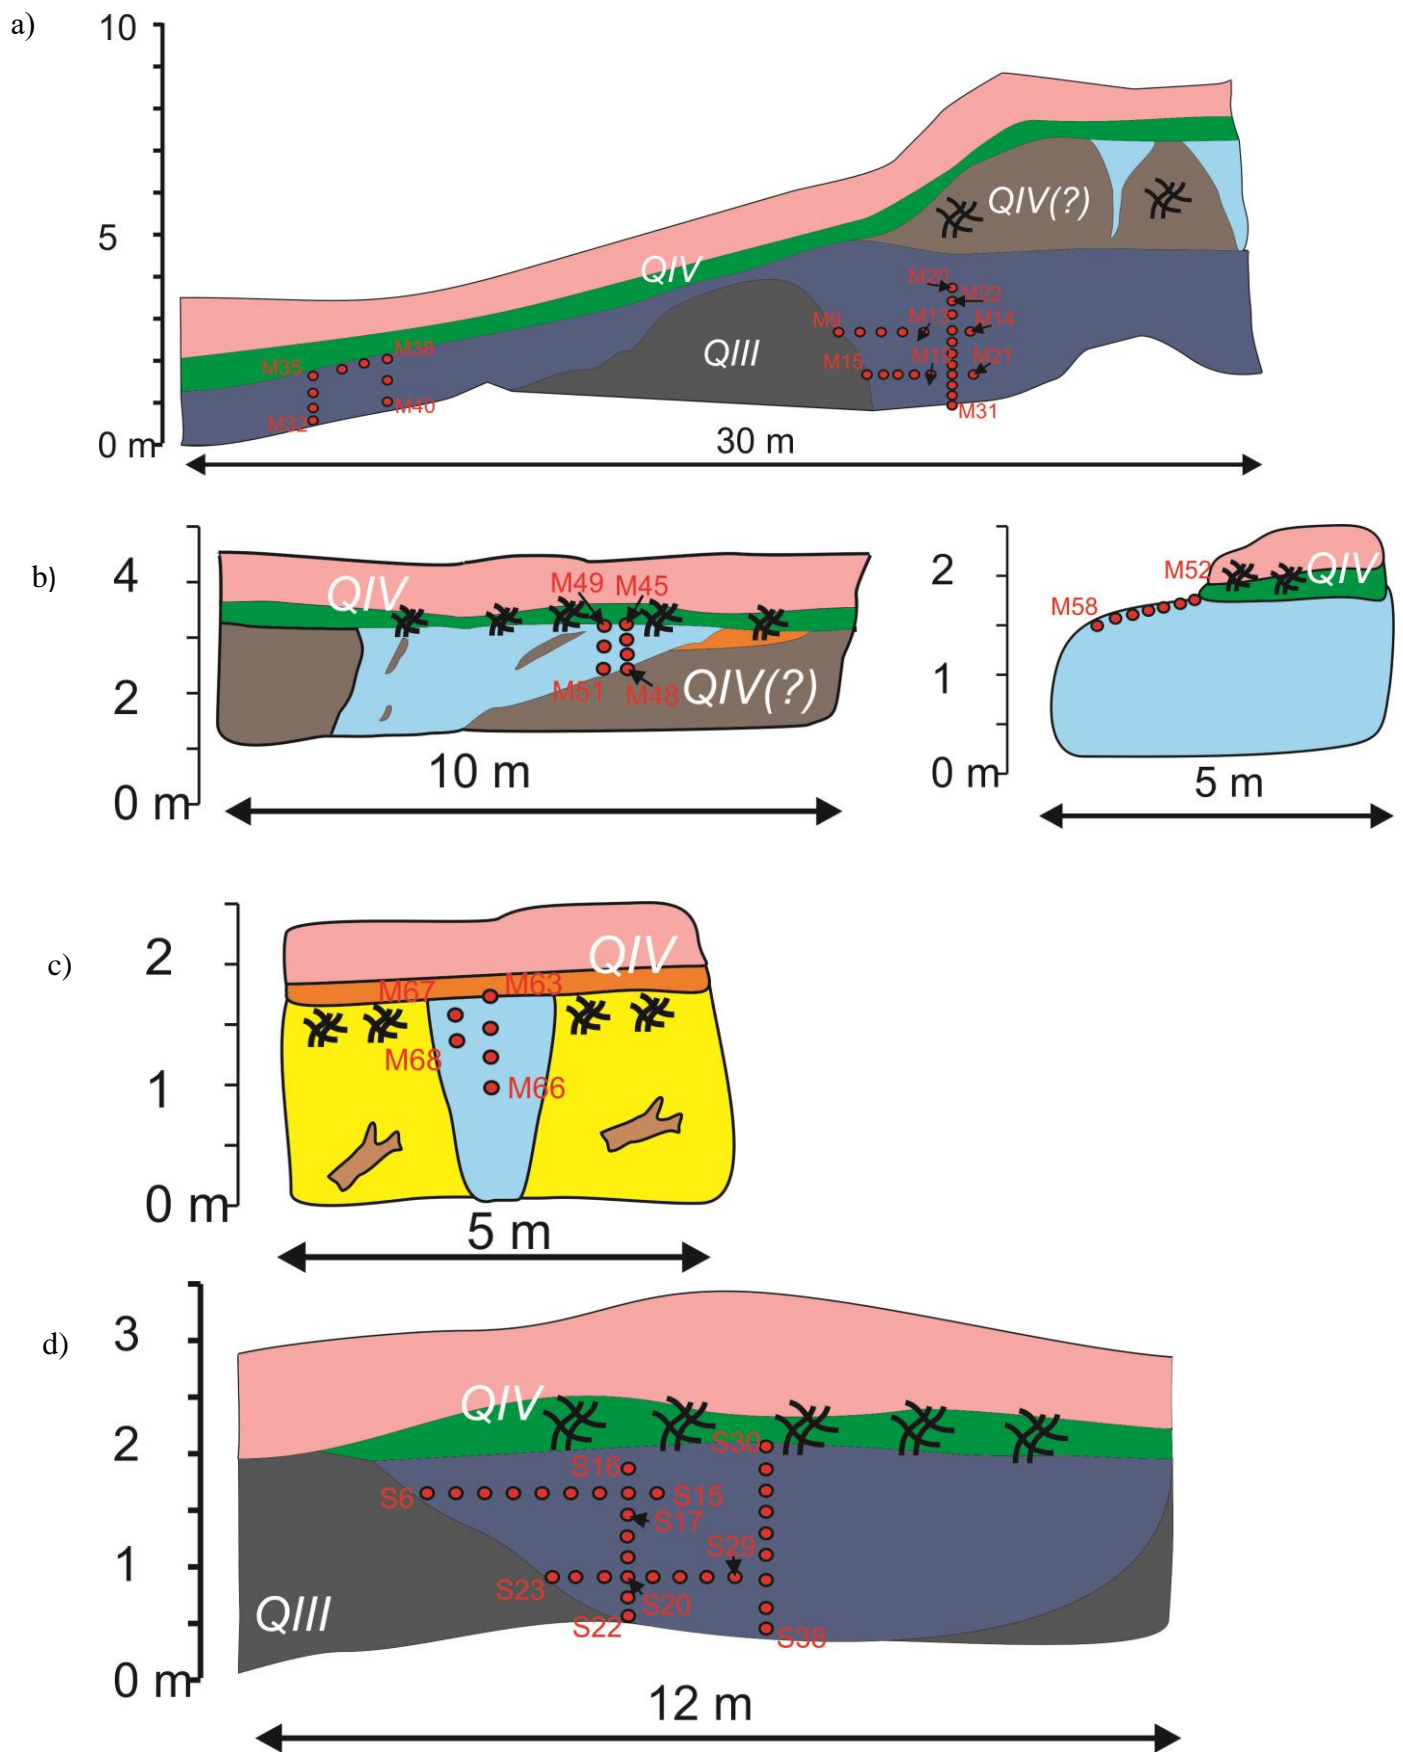 a)
10
5
0 m
QIV(?)
QIV
QIII
M20
M22
M9
M13
M14
M15
M19
M21
M31
M35
M38
M32
M40
30 m
b)
4
2
0 m
QIV
M49 M45
M51 M48
QIV(?)
10 m
2
1
0 m
M52
QIV
M58
5 m
c)
2
1
0 m
QIV
M67 M63
M68
M66
5 m
d)
3
2
1
0 m
QIV
S30
S16
S6
S15
S17
S29
S23
S20
S22
S38
QIII
12 m